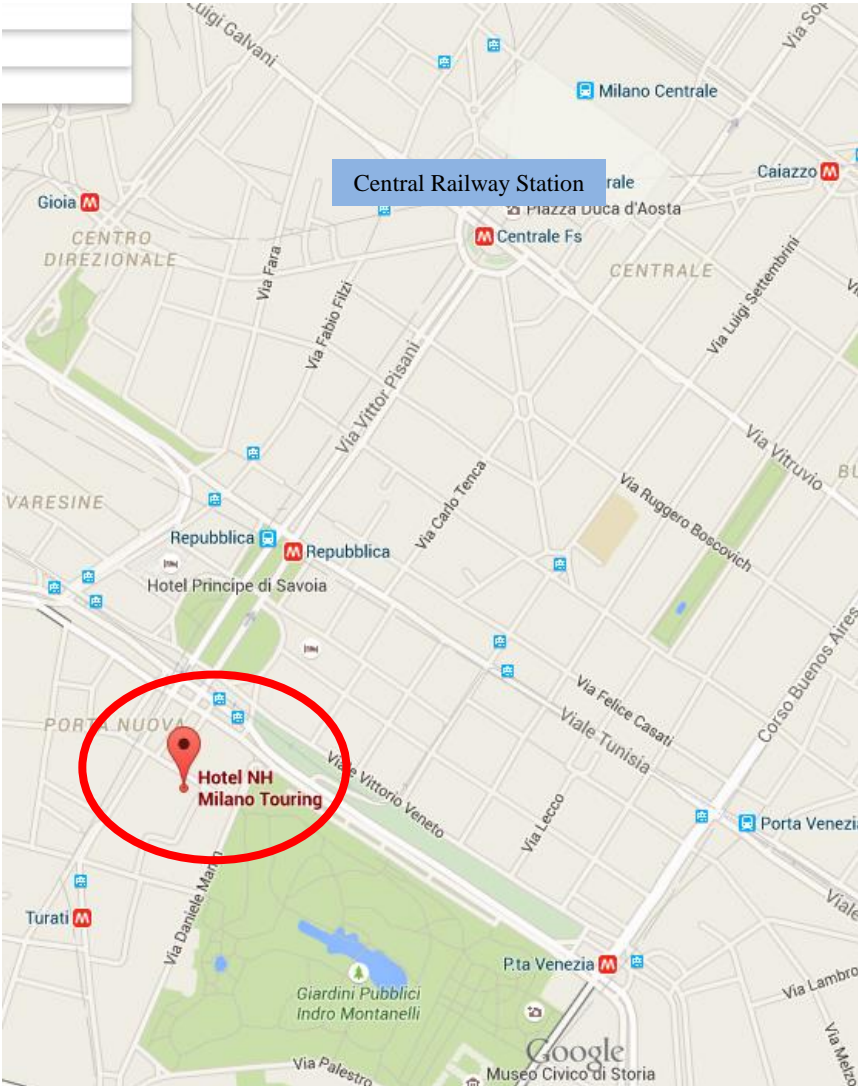 Luigi Galvani
Milano Centrale
Central Railway Station
rale
Caiazzo M
Gioia M
Piazza Duca d'Aosta
M Centrale Fs
CENTRO
DIREZIONALE
CENTRALE
Via Fara
Via Fabio Filzi
Via Luigi Settembrini
Via Vittor Pisani
Via Vitruvio
Via Carlo Tenca
Via Ruggero Boscovich
VARESINE
Repubblica
M Repubblica
Hotel Principe di Savoia
Corso Buenos Aires
Via Felice Casati
Viale Tunisia
PORTA NUOVA
Hotel NH
Milano Touring
Viale Vittorio Veneto
Via Lecco
Porta Venezi
Viale
Turati M
Via Daniele Manin
P.ta Venezia M
Via Lambro
Giardini Pubblici
Indro Montanelli
Via Melzo
Google
Via Palestro
Museo Civico di Storia